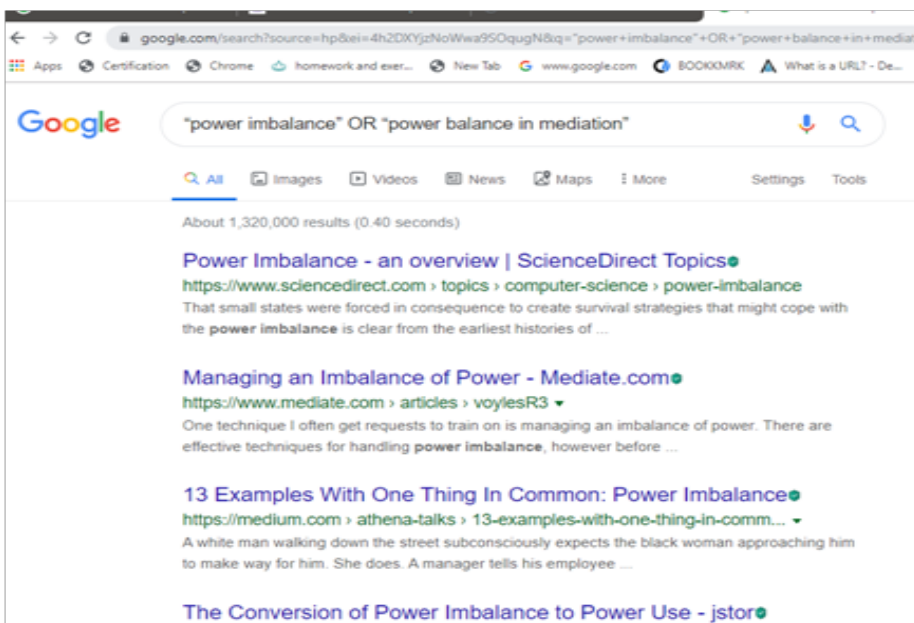 google.com/search?source=hp&ei=4h2DXYjzNoWwa9SOqugN&q="power+imbalance"+OR+"power+balance+in+mediat
Apps Certification Chrome homework and exer... New Tab www.google.com BOOKKMRK What is a URL? - De...
Google "power imbalance" OR "power balance in mediation"
All Images Videos News Maps More Settings Tools
About 1,320,000 results (0.40 seconds)
Power Imbalance - an overview | ScienceDirect Topics
https://www.sciencedirect.com › topics › computer-science › power-imbalance
That small states were forced in consequence to create survival strategies that might cope with
the power imbalance is clear from the earliest histories of ...
Managing an Imbalance of Power - Mediate.com
https://www.mediate.com › articles › voylesR3
One technique I often get requests to train on is managing an imbalance of power. There are
effective techniques for handling power imbalance, however before ...
13 Examples With One Thing In Common: Power Imbalance
https://medium.com › athena-talks › 13-examples-with-one-thing-in-comm...
A white man walking down the street subconsciously expects the black woman approaching him
to make way for him. She does. A manager tells his employee ...
The Conversion of Power Imbalance to Power Use - jstor